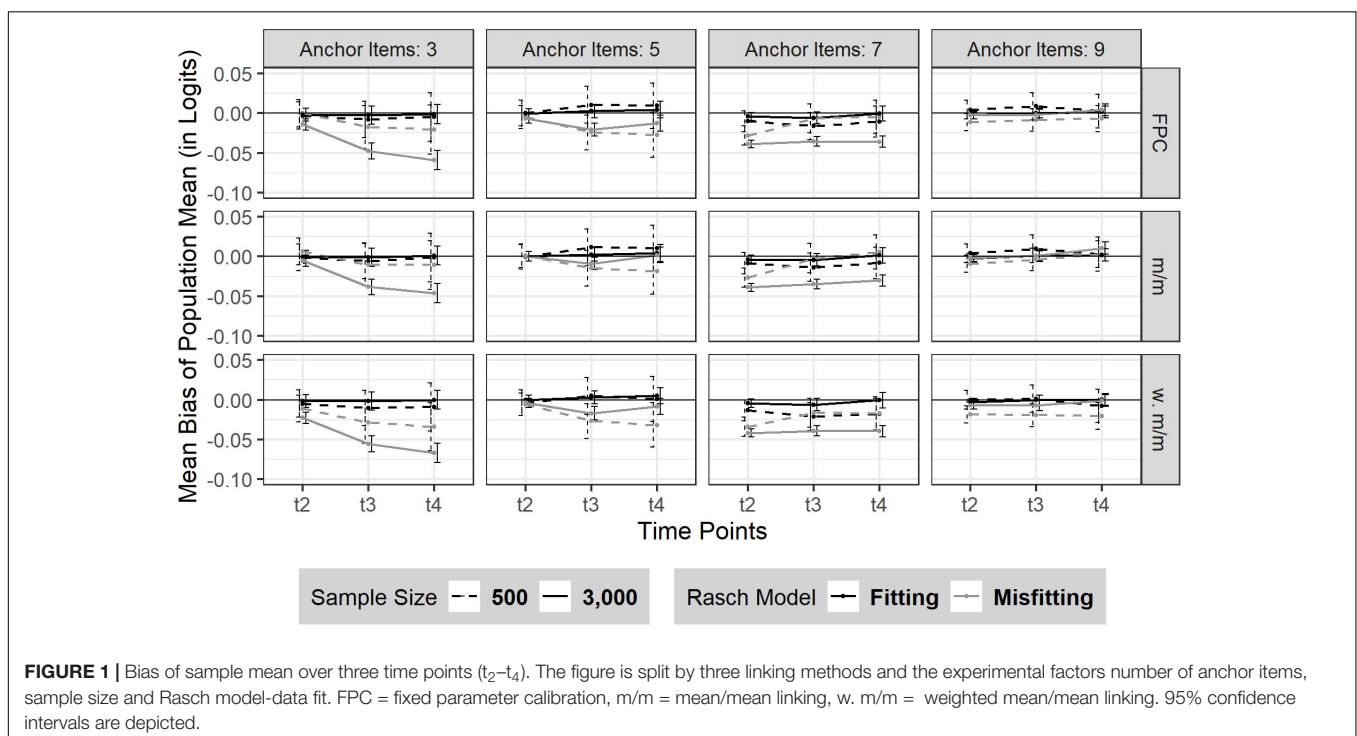 Anchor Items: 3 Anchor Items: 5 Anchor Items: 7 Anchor Items: 9
Mean Bias of Population Mean (in Logits)
0.05
0.00
-0.05
-0.10
FPC
0.05
0.00
-0.05
-0.10
m/m
0.05
0.00
-0.05
-0.10
w. m/m
t2 t3 t4 t2 t3 t4 t2 t3 t4 t2 t3 t4
Time Points
Sample Size 500 3,000 Rasch Model Fitting Misfitting
FIGURE 1 | Bias of sample mean over three time points (t₂–t₄). The figure is split by three linking methods and the experimental factors number of anchor items,
sample size and Rasch model-data fit. FPC = fixed parameter calibration, m/m = mean/mean linking, w. m/m = weighted mean/mean linking. 95% confidence
intervals are depicted.